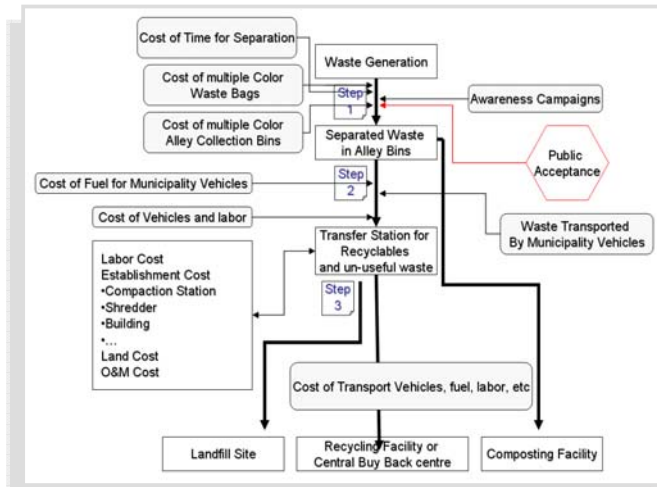 Cost of Time for Separation
Waste Generation
Cost of multiple Color
Waste Bags
Step
1
Awareness Campaigns
Cost of multiple Color
Alley Collection Bins
Separated Waste
in Alley Bins
Public
Acceptance
Step
2
Cost of Fuel for Municipality Vehicles
Cost of Vehicles and labor
Waste Transported
By Municipality Vehicles
Transfer Station for
Recyclables
and un-useful waste
Labor Cost
Establishment Cost
•Compaction Station
•Shredder
•Building
•...
Land Cost
O&M Cost
Step
3
Cost of Transport Vehicles, fuel, labor, etc
Landfill Site
Recycling Facility or
Central Buy Back centre
Composting Facility